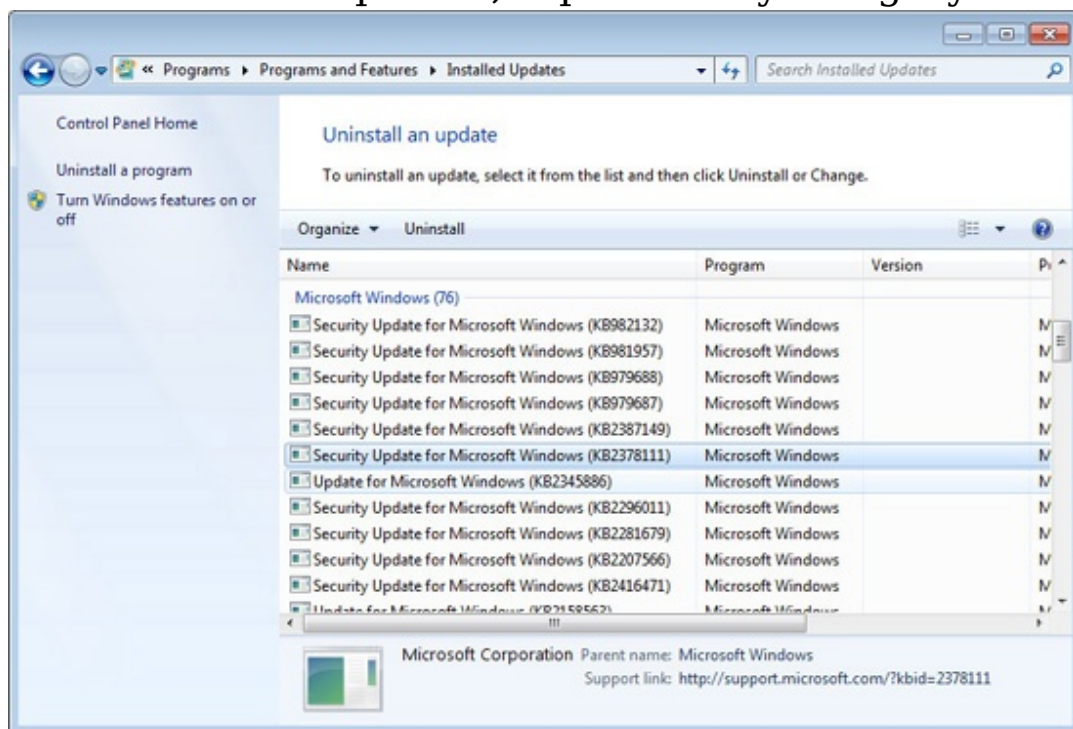 « Programs ▸ Programs and Features ▸ Installed Updates
Search Installed Updates
Control Panel Home
Uninstall a program
Turn Windows features on or
off
Uninstall an update
To uninstall an update, select it from the list and then click Uninstall or Change.
Organize Uninstall
Name Program Version
Microsoft Windows (76)
Security Update for Microsoft Windows (KB982132) Microsoft Windows
Security Update for Microsoft Windows (KB981957) Microsoft Windows
Security Update for Microsoft Windows (KB979688) Microsoft Windows
Security Update for Microsoft Windows (KB979687) Microsoft Windows
Security Update for Microsoft Windows (KB2387149) Microsoft Windows
Security Update for Microsoft Windows (KB2378111) Microsoft Windows
Update for Microsoft Windows (KB2345886) Microsoft Windows
Security Update for Microsoft Windows (KB2296011) Microsoft Windows
Security Update for Microsoft Windows (KB2281679) Microsoft Windows
Security Update for Microsoft Windows (KB2207566) Microsoft Windows
Security Update for Microsoft Windows (KB2416471) Microsoft Windows
Update for Microsoft Windows (KB2158563) Microsoft Windows
Microsoft Corporation Parent name: Microsoft Windows
Support link: http://support.microsoft.com/?kbid=2378111